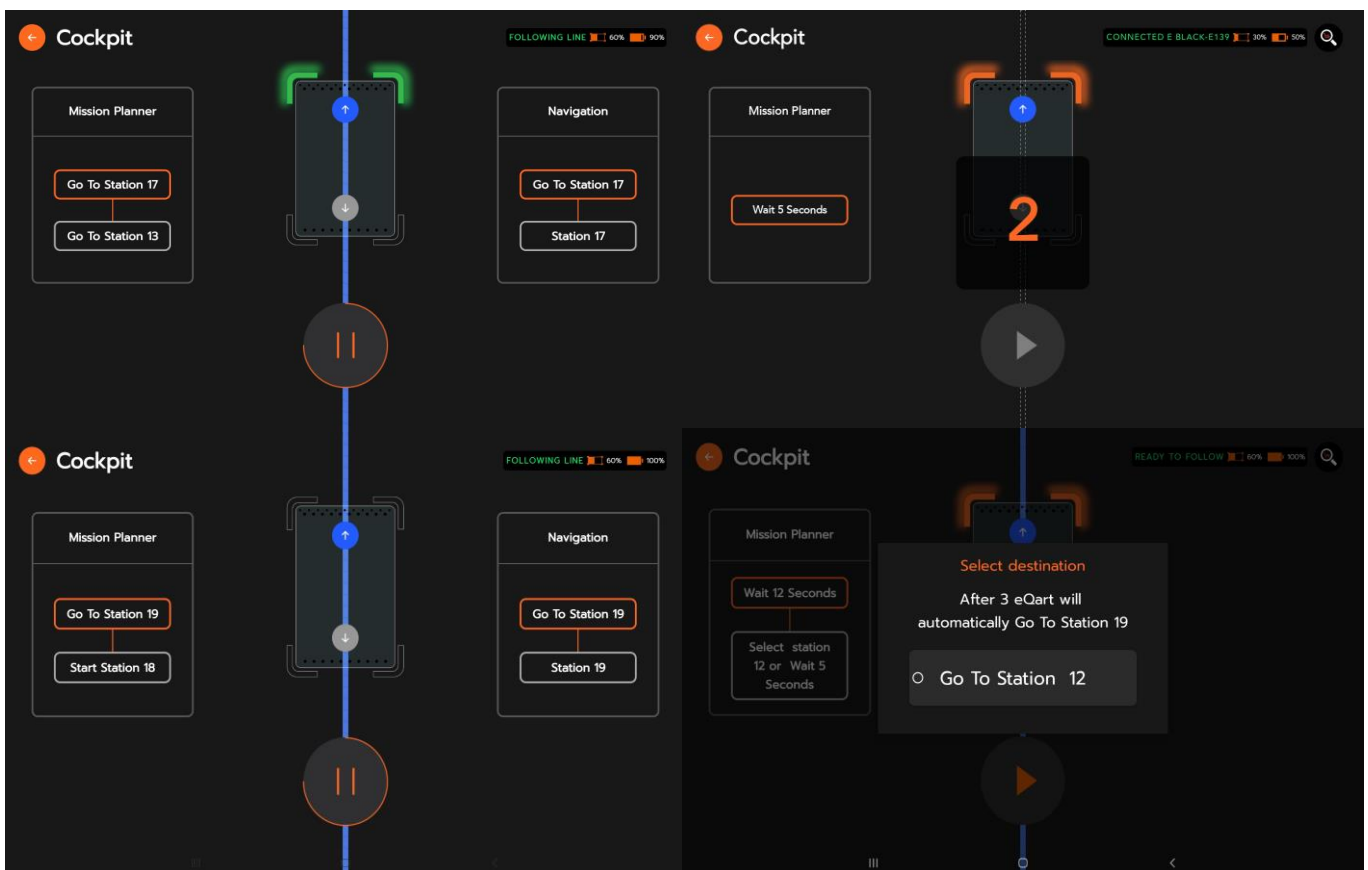 Cockpit
FOLLOWING LINE 60% 90%
Mission Planner
Go To Station 17
Go To Station 13
Navigation
Go To Station 17
Station 17
Cockpit
CONNECTED E BLACK-E139 30% 50%
Mission Planner
Wait 5 Seconds
2
Cockpit
FOLLOWING LINE 60% 100%
Mission Planner
Go To Station 19
Start Station 18
Navigation
Go To Station 19
Station 19
Cockpit
READY TO FOLLOW 60% 100%
Mission Planner
Wait 12 Seconds
Select station
12 or Wait 5
Seconds
Select destination
After 3 eQart will
automatically Go To Station 19
Go To Station 12